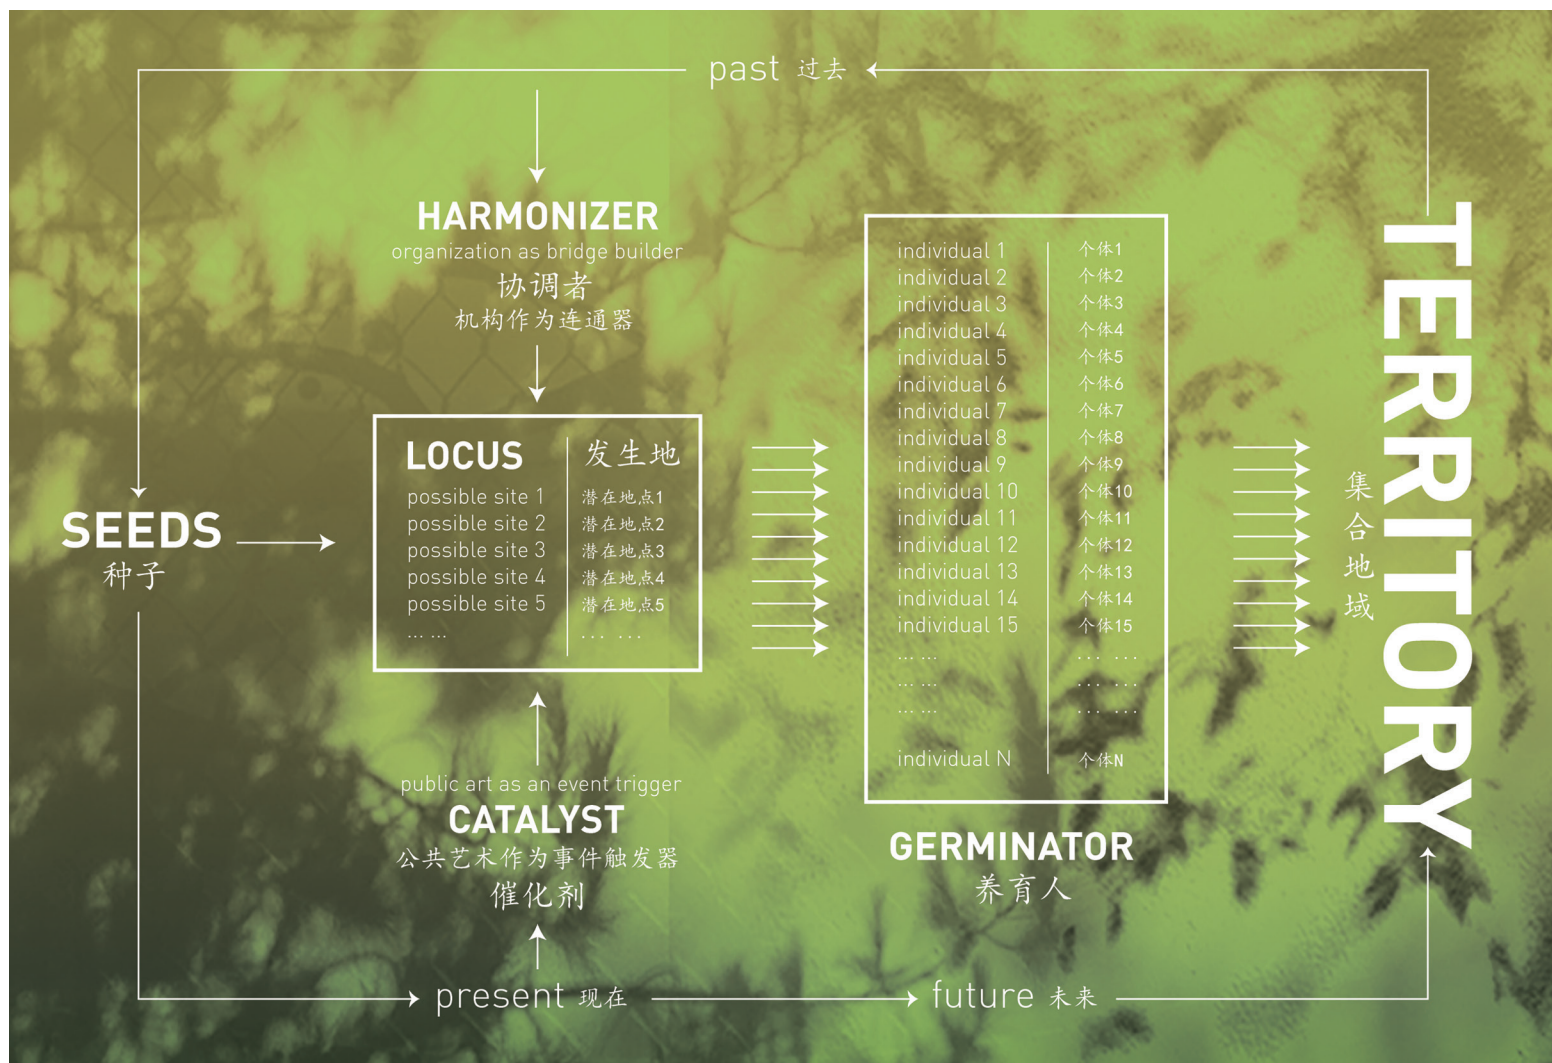 past 过去
HARMONIZER
organization as bridge builder
协调者
机构作为连通器
SEEDS
种子
LOCUS 发生地
possible site 1 潜在地点1
possible site 2 潜在地点2
possible site 3 潜在地点3
possible site 4 潜在地点4
possible site 5 潜在地点5
... ... ... ...
public art as an event trigger
CATALYST
公共艺术作为事件触发器
催化剂
individual 1 个体1
individual 2 个体2
individual 3 个体3
individual 4 个体4
individual 5 个体5
individual 6 个体6
individual 7 个体7
individual 8 个体8
individual 9 个体9
individual 10 个体10
individual 11 个体11
individual 12 个体12
individual 13 个体13
individual 14 个体14
individual 15 个体15
... ... ... ...
... ... ... ...
... ... ... ...
individual N 个体N
GERMINATOR
养育人
集合地域
TERRITORY
present 现在
future 未来